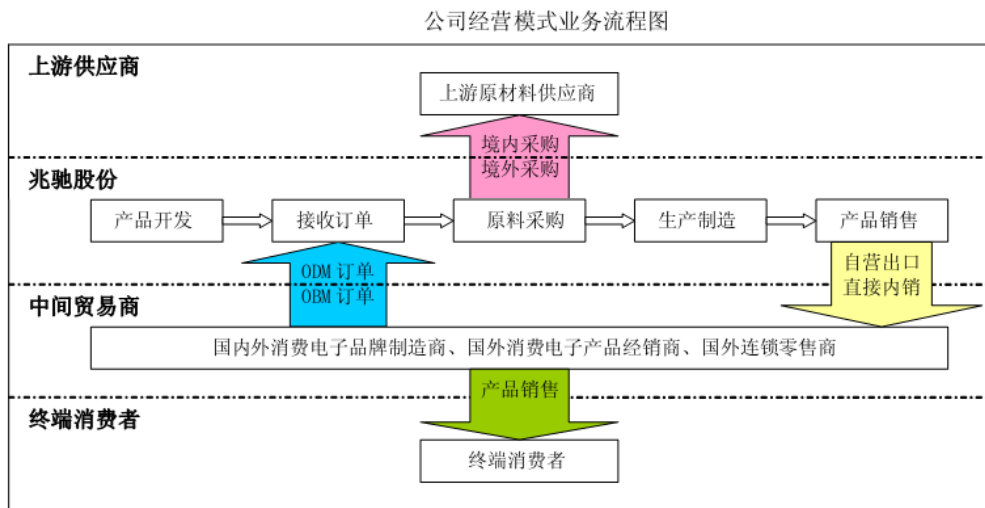 公司经营模式业务流程图
上游供应商
上游原材料供应商
境内采购
境外采购
兆驰股份
产品开发
接收订单
原料采购
生产制造
产品销售
ODM 订单
OBM 订单
自营出口
直接内销
中间贸易商
国内外消费电子品牌制造商、国外消费电子产品经销商、国外连锁零售商
产品销售
终端消费者
终端消费者